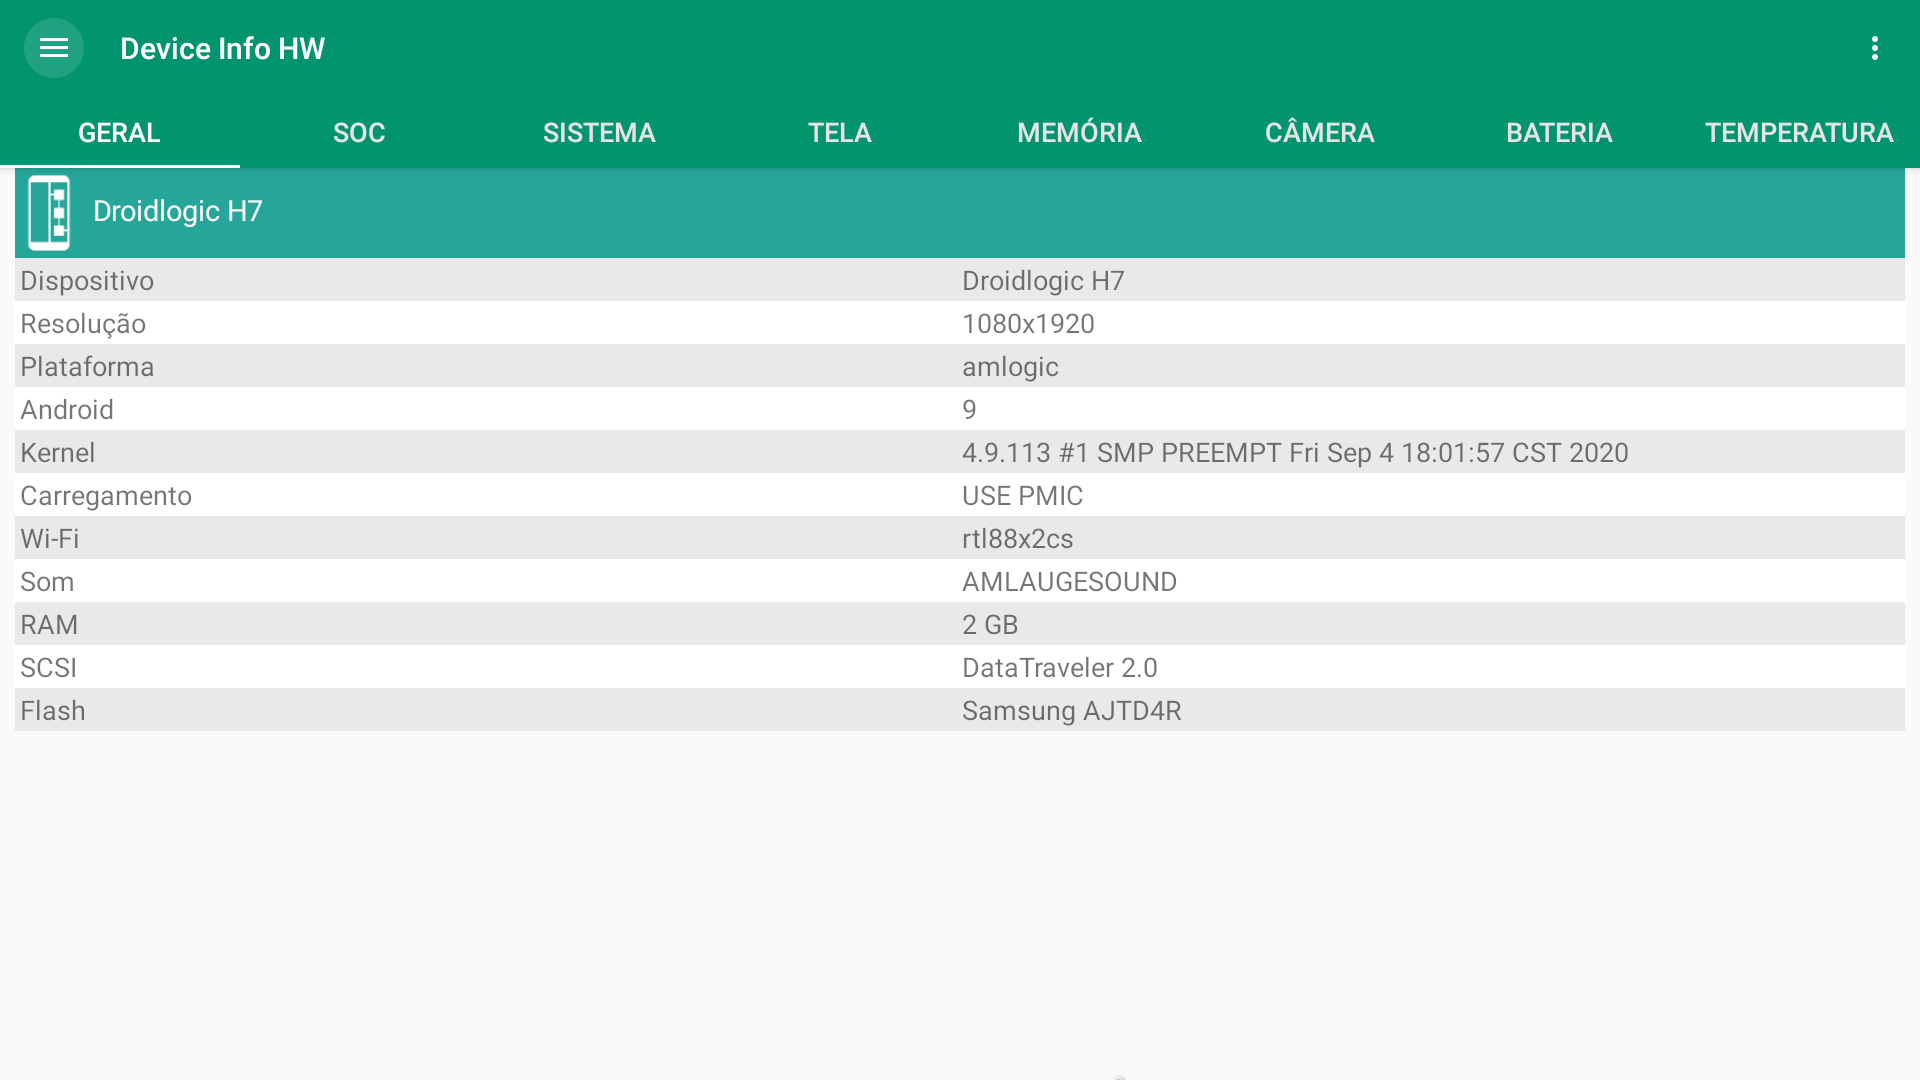 Device Info HW
GERAL SOC SISTEMA TELA MEMÓRIA CÂMERA BATERIA TEMPERATURA
Droidlogic H7
Dispositivo Droidlogic H7
Resolução 1080x1920
Plataforma amlogic
Android 9
Kernel 4.9.113 #1 SMP PREEMPT Fri Sep 4 18:01:57 CST 2020
Carregamento USE PMIC
Wi-Fi rtl88x2cs
Som AMLAUGESOUND
RAM 2 GB
SCSI DataTraveler 2.0
Flash Samsung AJTD4R